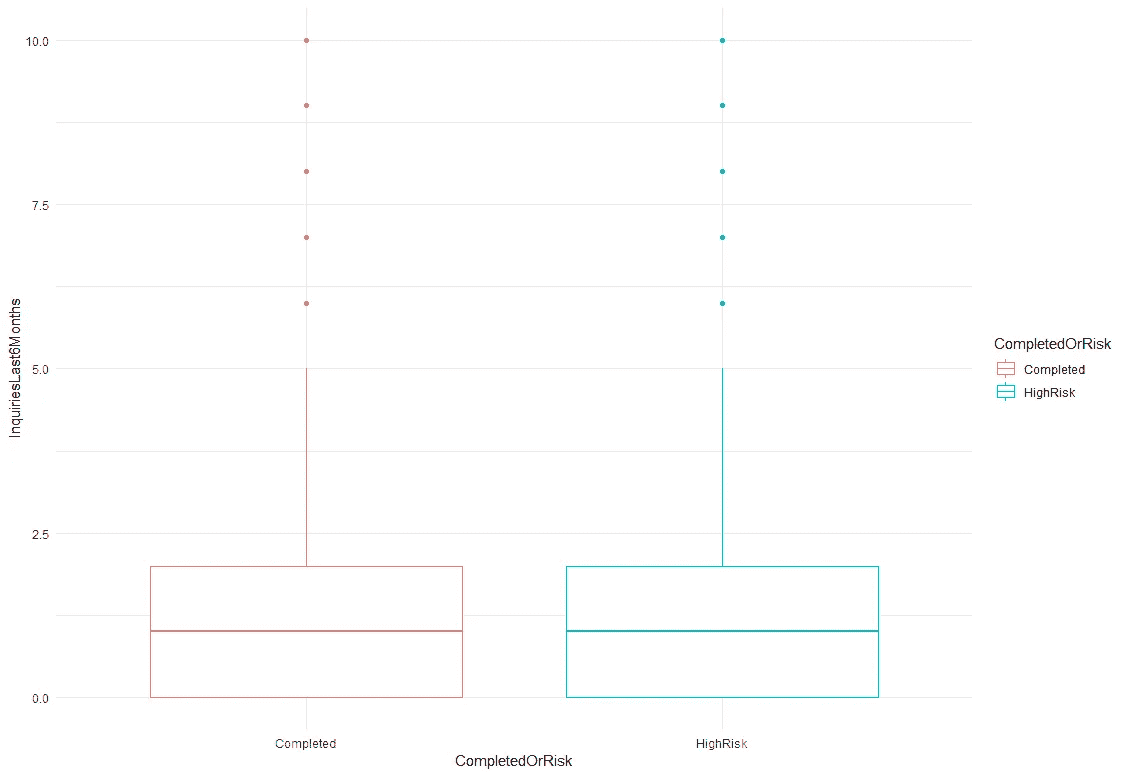 10.0
7.5
5.0
2.5
0.0
InquiriesLast6Months
Completed
HighRisk
CompletedOrRisk
CompletedOrRisk
Completed
HighRisk